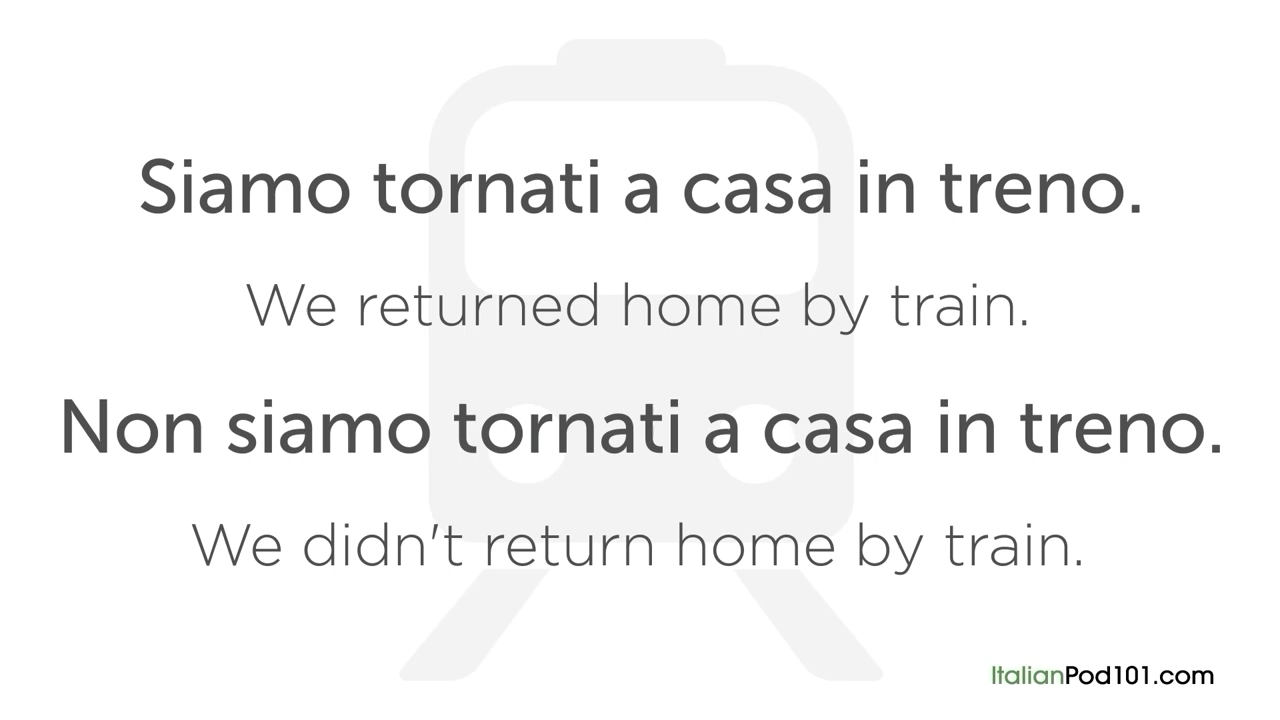 Siamo tornati a casa in treno.
We returned home by train.
Non siamo tornati a casa in treno.
We didn't return home by train.
ItalianPod101.com